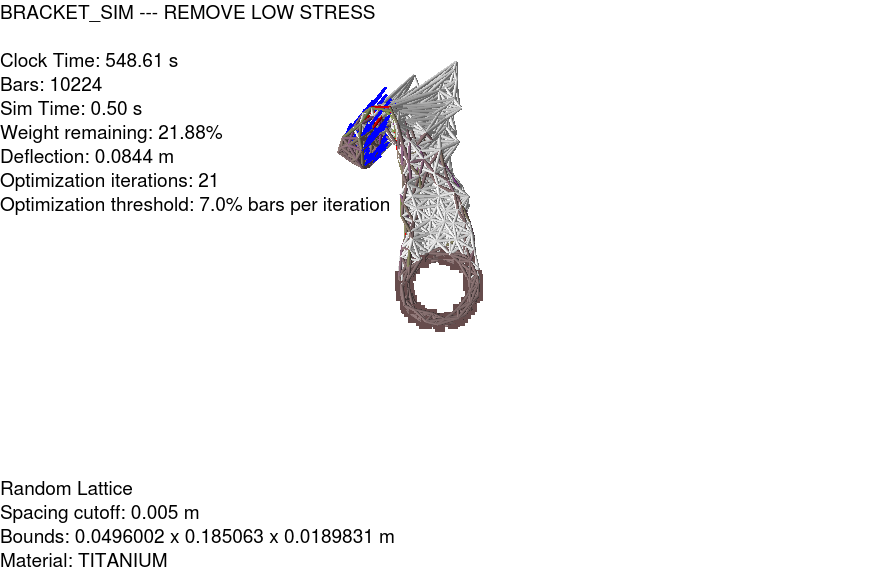 BRACKET_SIM --- REMOVE LOW STRESS
Clock Time: 548.61 s
Bars: 10224
Sim Time: 0.50 s
Weight remaining: 21.88%
Deflection: 0.0844 m
Optimization iterations: 21
Optimization threshold: 7.0% bars per iteration
Random Lattice
Spacing cutoff: 0.005 m
Bounds: 0.0496002 x 0.185063 x 0.0189831 m
Material: TITANIUM